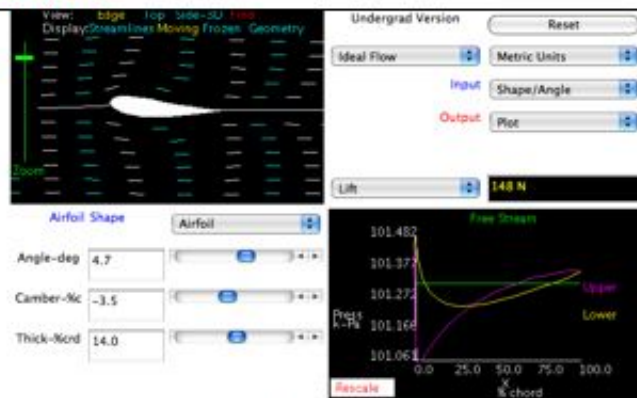 View: Edge Top Side-3D Find
Display: Streamlines Moving Frozen Geometry
Zoom
Undergrad Version
Reset
Ideal Flow
Metric Units
Input
Shape/Angle
Output
Plot
Lift
148 N
Airfoil Shape
Airfoil
Angle-deg
4.7
Camber-%c
-3.5
Thick-%crd
14.0
Free Stream
101.482
101.377
101.272
101.166
101.061
Press
k-Pa
Upper
Lower
0.0 25.0 50.0 75.0 100.0
X
% chord
Rescale